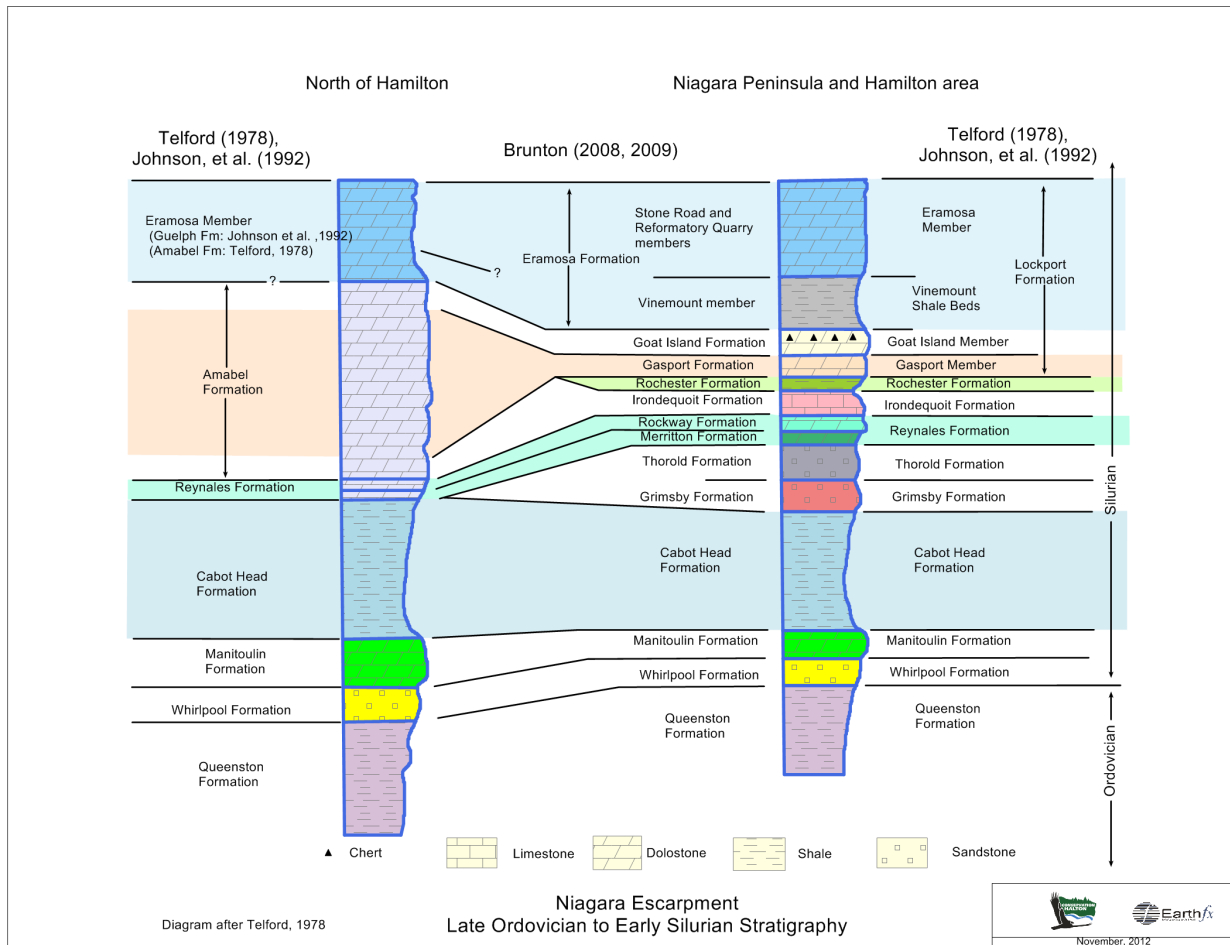 North of Hamilton
Niagara Peninsula and Hamilton area
Telford (1978),
Johnson, et al. (1992)
Brunton (2008, 2009)
Telford (1978),
Johnson, et al. (1992)
Eramosa Member
(Guelph Fm: Johnson et al. ,1992)
(Amabel Fm: Telford, 1978)
?
Amabel
Formation
Reynales Formation
Cabot Head
Formation
Manitoulin
Formation
Whirlpool Formation
Queenston
Formation
?
Eramosa Formation
Stone Road and
Reformatory Quarry
members
Vinemount member
Goat Island Formation
Gasport Formation
Rochester Formation
Irondequoit Formation
Rockway Formation
Merritton Formation
Thorold Formation
Grimsby Formation
Cabot Head
Formation
Manitoulin Formation
Whirlpool Formation
Queenston
Formation
Eramosa
Member
Lockport
Formation
Vinemount
Shale Beds
Goat Island Member
Gasport Member
Rochester Formation
Irondequoit Formation
Reynales Formation
Thorold Formation
Grimsby Formation
Cabot Head
Formation
Manitoulin Formation
Whirlpool Formation
Queenston
Formation
Silurian
Ordovician
Chert
Limestone
Dolostone
Shale
Sandstone
Niagara Escarpment
Late Ordovician to Early Silurian Stratigraphy
Diagram after Telford, 1978
CONSERVATION
HALTON
Earthfx
November, 2012